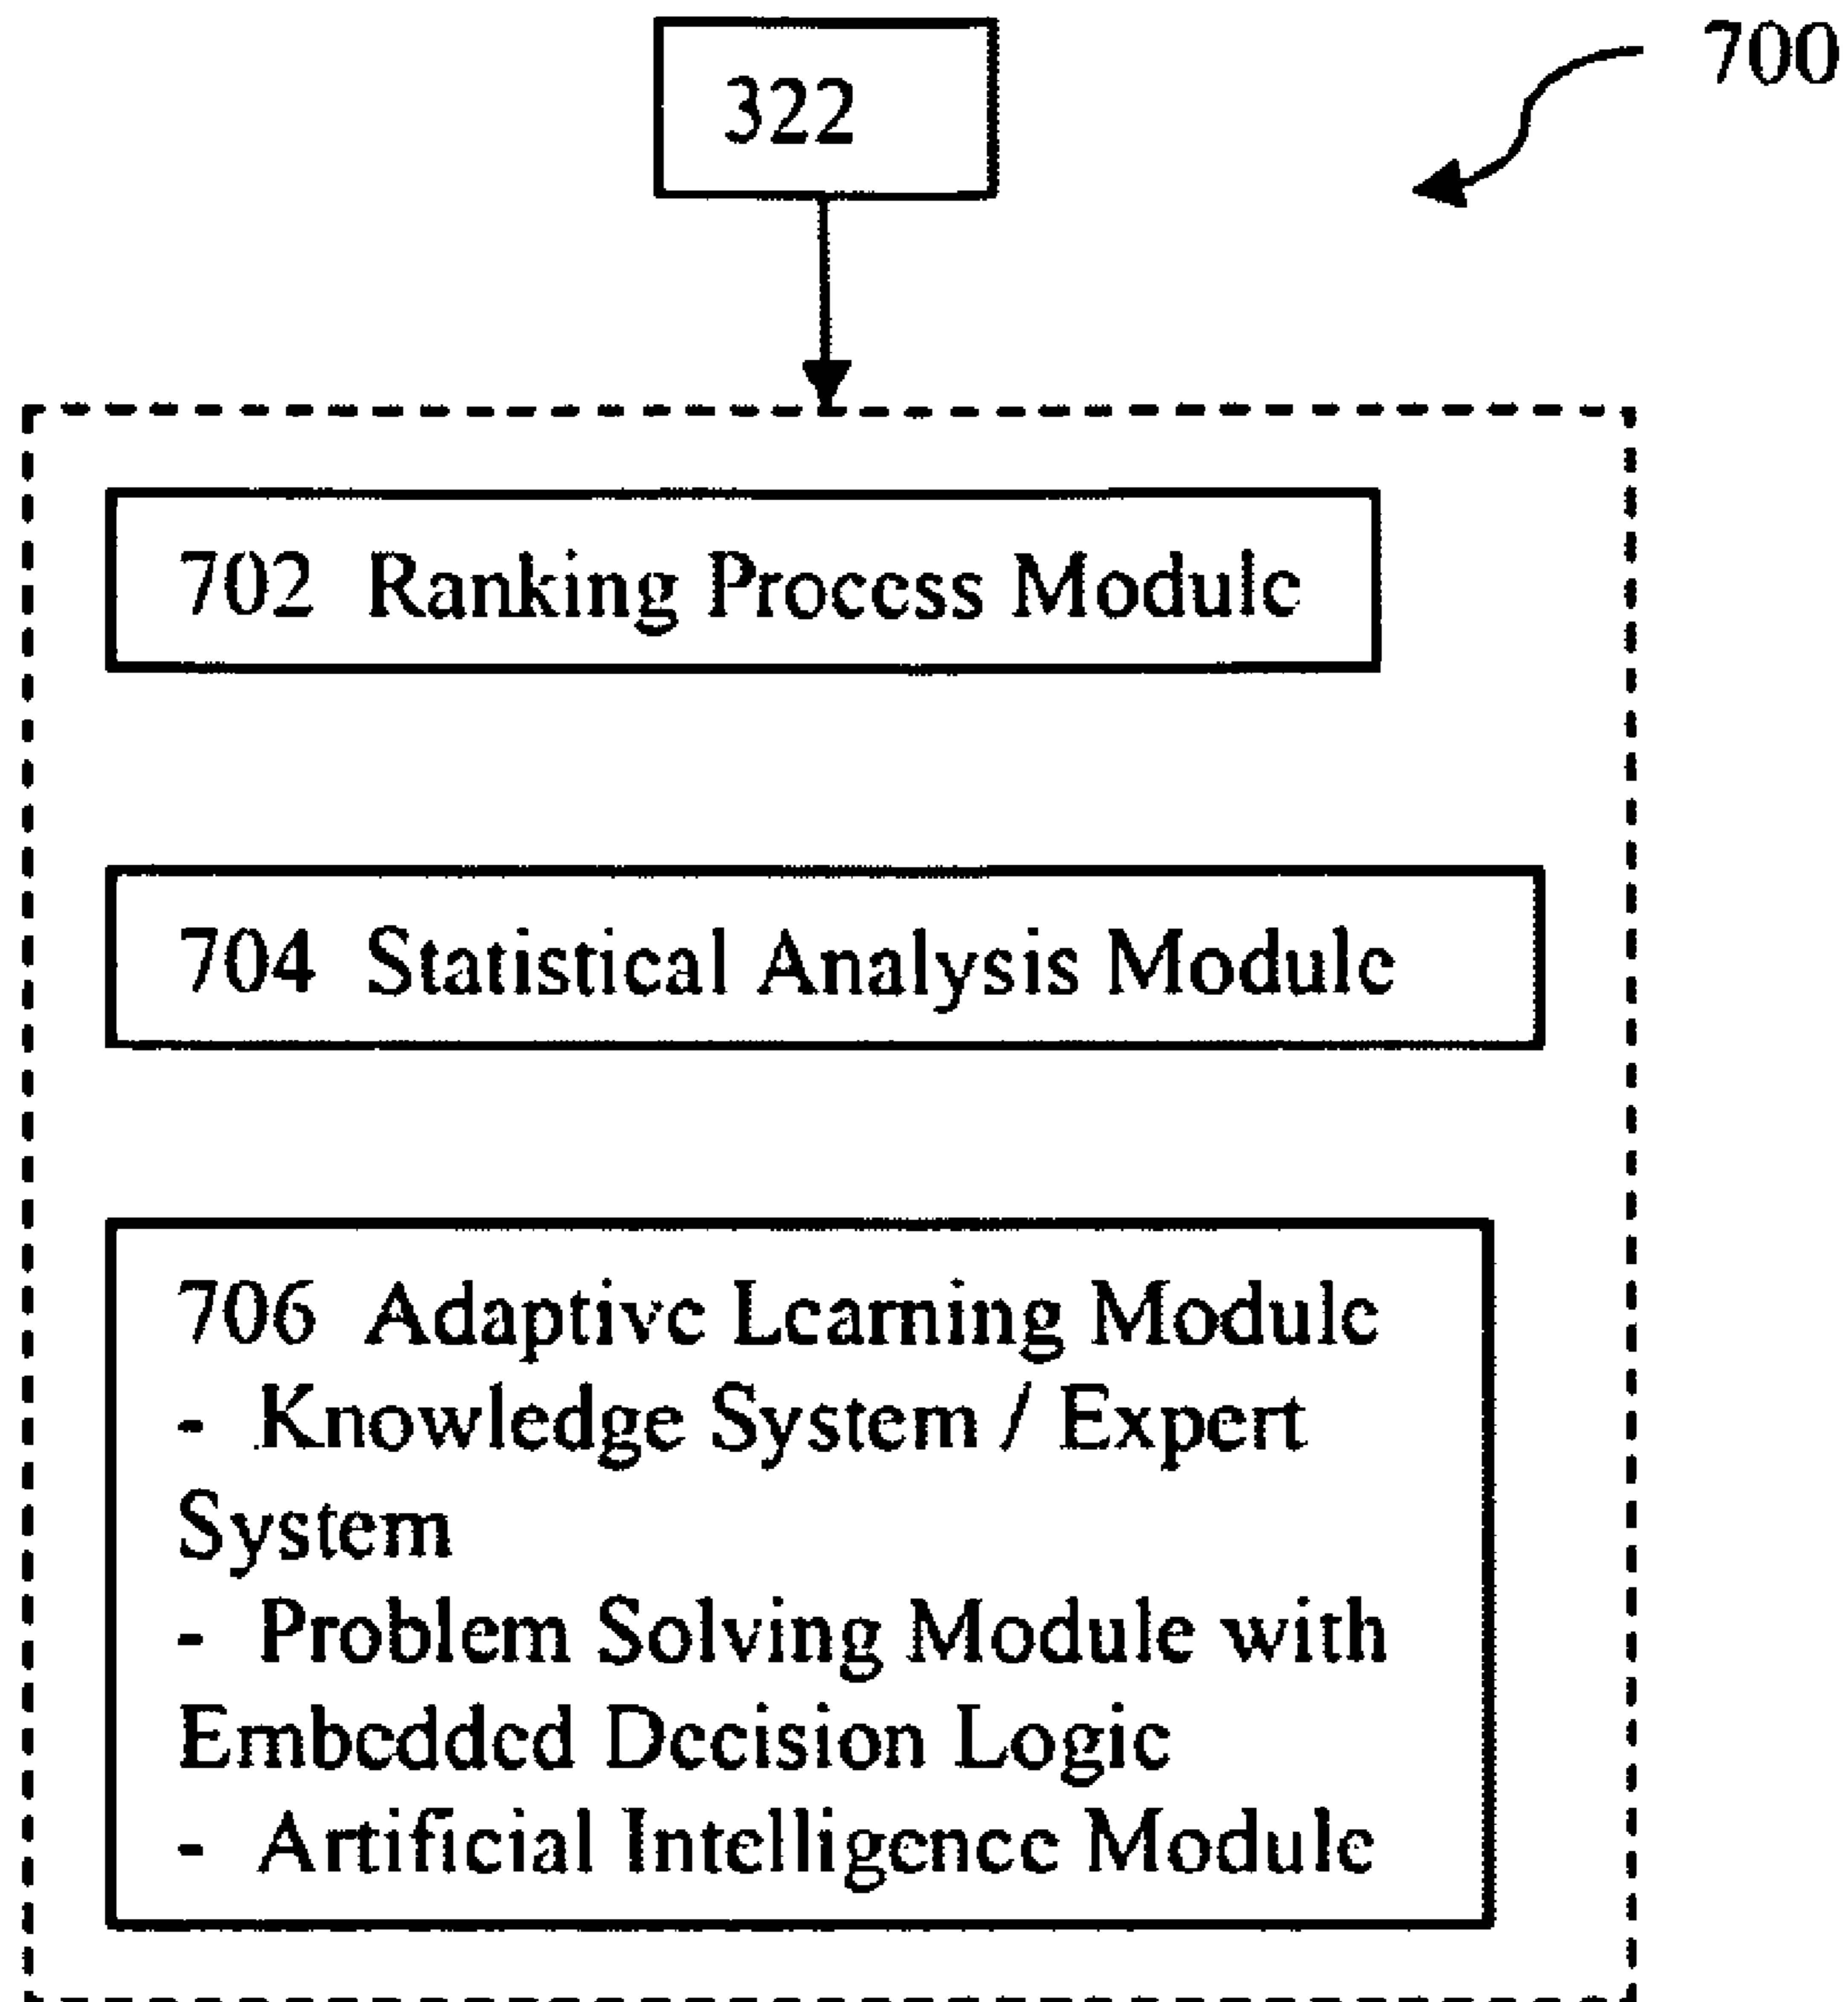 700
322
702 Ranking Process Module
704 Statistical Analysis Module
706 Adaptive Learning Module
- Knowledge System / Expert
System
- Problem Solving Module with
Embedded Decision Logic
- Artificial Intelligence Module